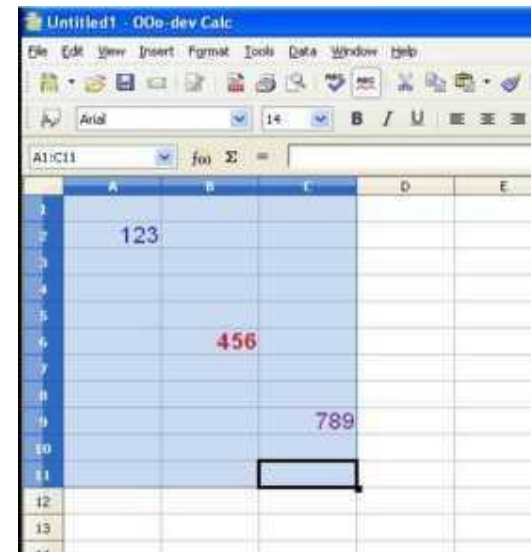 Untitled1 - OOo-dev Calc
File Edit View Insert Format Tools Data Window Help
Arial 14 B I U
A1:C11 f(x) Σ =
A B C D E
1
2 123
3
4
5
6 456
7
8
9 789
10
11
12
13